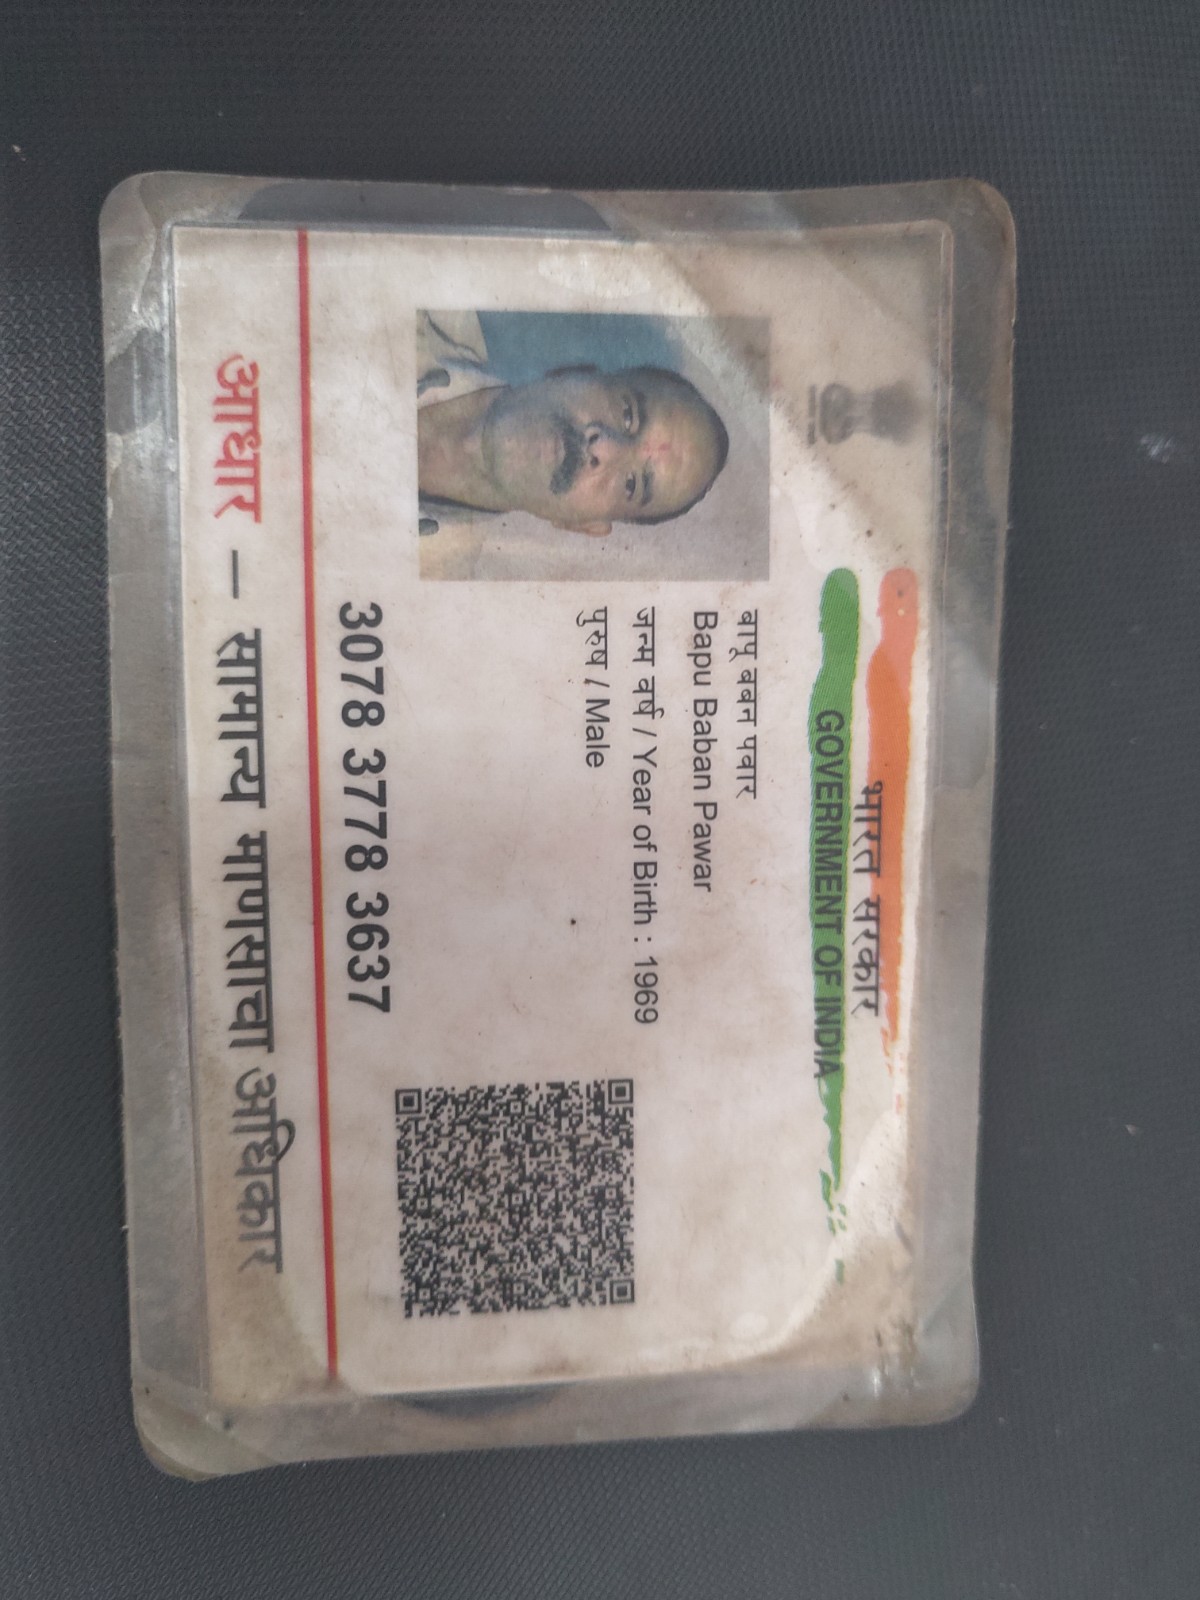 भारत सरकार
GOVERNMENT OF INDIA
बापू बबन पवार
Bapu Baban Pawar
जन्म वर्ष / Year of Birth : 1969
पुरुष / Male
3078 3778 3637
आधार – सामान्य माणसाचा अधिकार